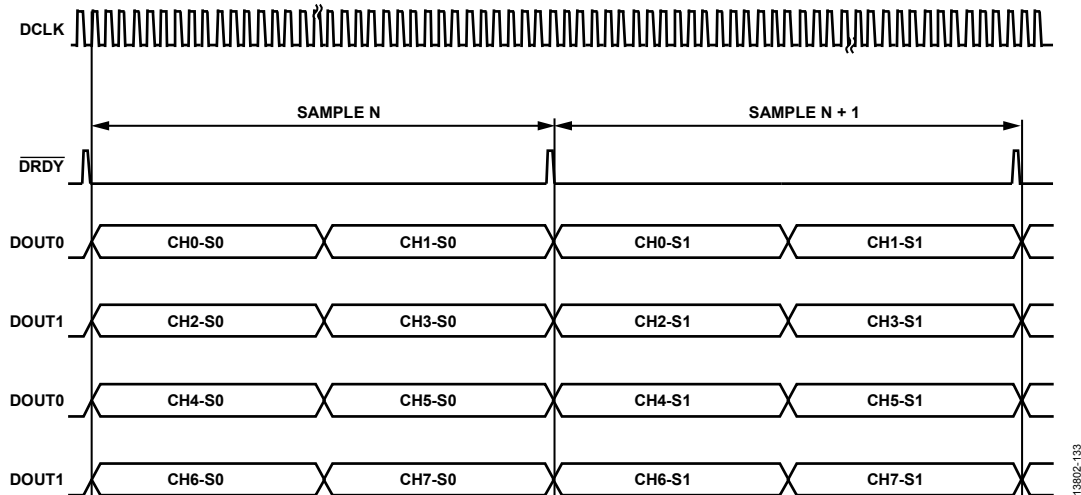 DCLK
SAMPLE N SAMPLE N + 1
DRDY
DOUT0 CH0-S0 CH1-S0 CH0-S1 CH1-S1
DOUT1 CH2-S0 CH3-S0 CH2-S1 CH3-S1
DOUT0 CH4-S0 CH5-S0 CH4-S1 CH5-S1
DOUT1 CH6-S0 CH7-S0 CH6-S1 CH7-S1
13802-133